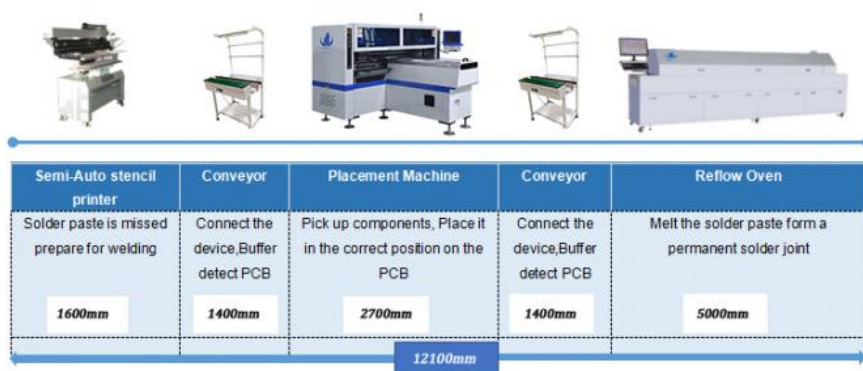 Semi-Auto stencil
printer
Conveyor
Placement Machine
Conveyor
Reflow Oven
Solder paste is missed
prepare for welding
Connect the
device,Buffer
detect PCB
Pick up components, Place it
in the correct position on the
PCB
Connect the
device,Buffer
detect PCB
Melt the solder paste form a
permanent solder joint
1600mm
1400mm
2700mm
1400mm
5000mm
12100mm